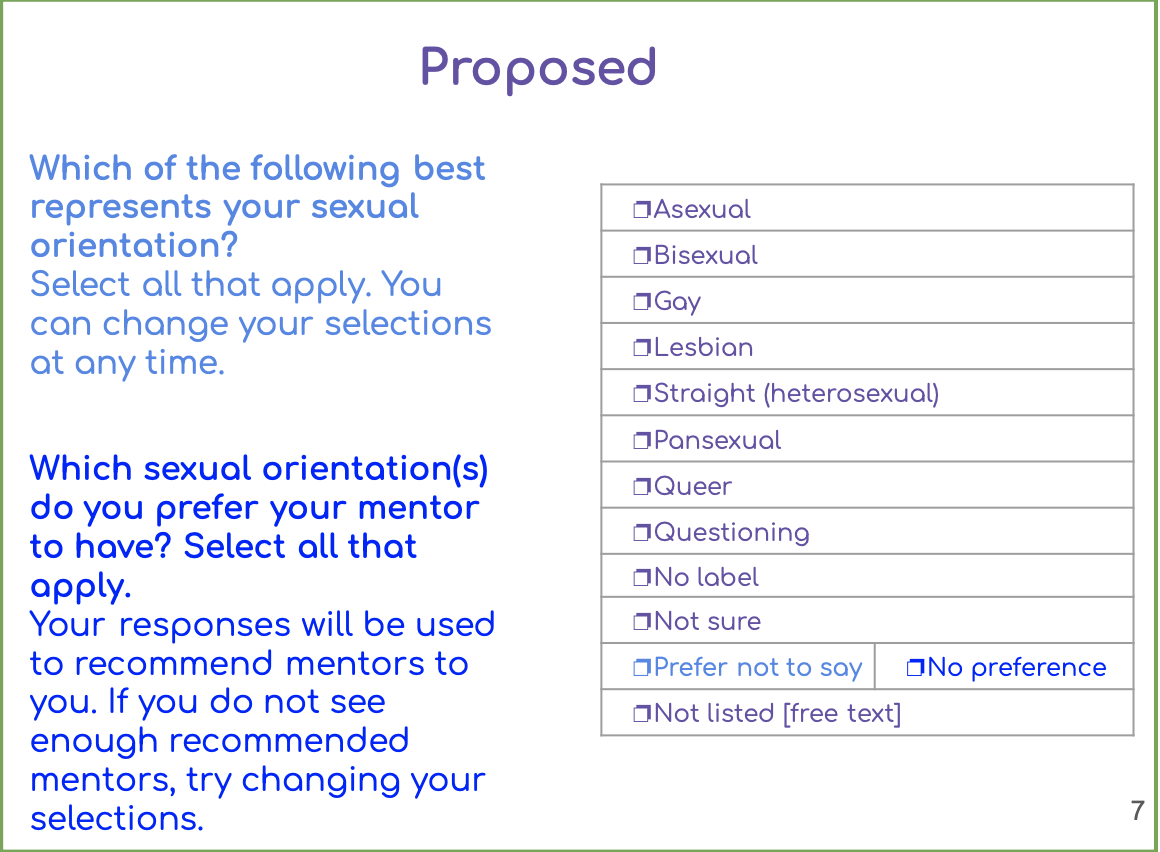 Proposed
Which of the following best
represents your sexual
orientation?
Select all that apply. You
can change your selections
at any time.
Which sexual orientation(s)
do you prefer your mentor
to have? Select all that
apply.
Your responses will be used
to recommend mentors to
you. If you do not see
enough recommended
mentors, try changing your
selections.
❐Asexual
❐Bisexual
❐Gay
❐Lesbian
❐Straight (heterosexual)
❐Pansexual
❐Queer
❐Questioning
❐No label
❐Not sure
❐Prefer not to say ❐No preference
❐Not listed [free text]
7